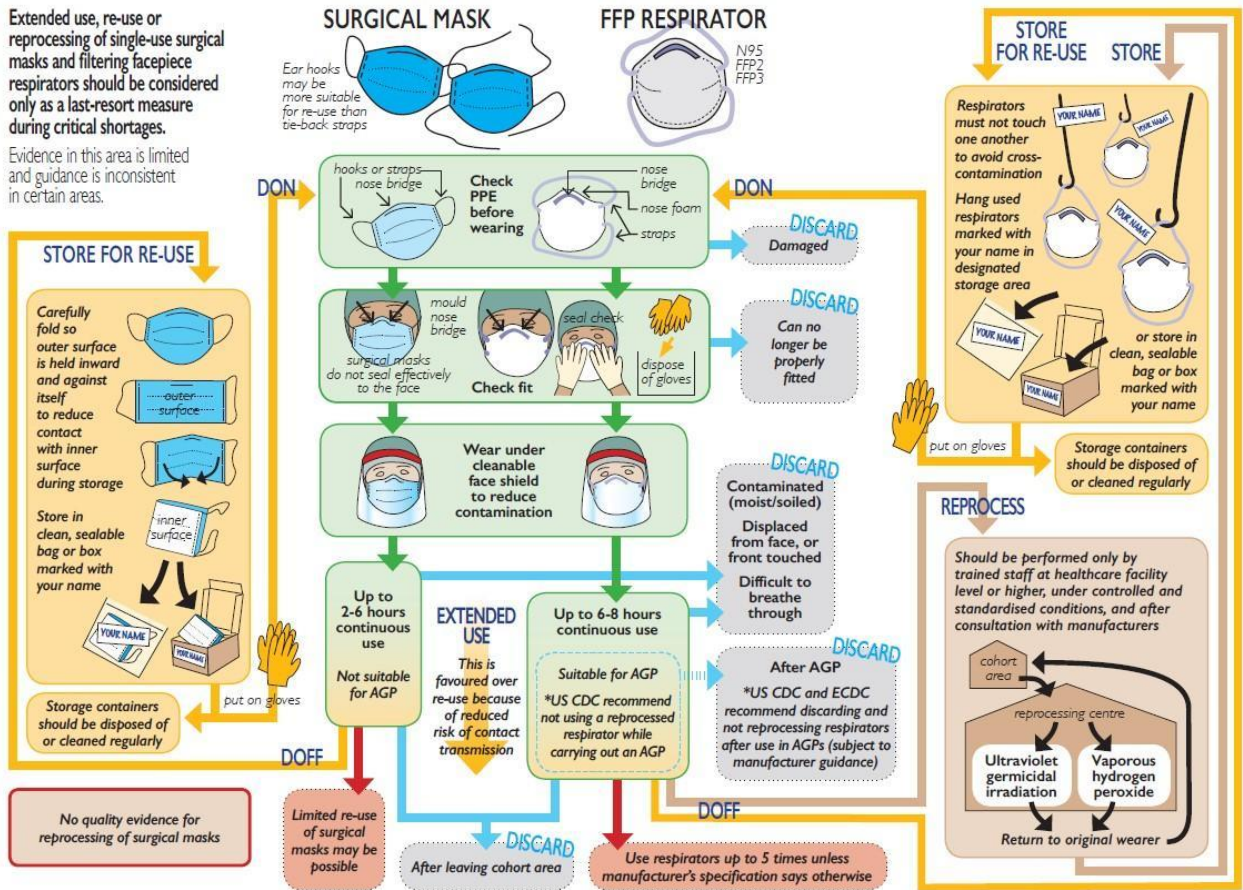 Extended use, re-use or
reprocessing of single-use surgical
masks and filtering facepiece
respirators should be considered
only as a last-resort measure
during critical shortages.
Evidence in this area is limited
and guidance is inconsistent
in certain areas.
SURGICAL MASK
Ear hooks
may be
more suitable
for re-use than
tie-back straps
FFP RESPIRATOR
N95
FFP2
FFP3
DON
hooks or straps
nose bridge
Check
PPE
before
wearing
nose
bridge
nose foam
straps
DON
DISCARD
Damaged
mould
nose
bridge
seal check
surgical masks
do not seal effectively
to the face
Check fit
dispose
of gloves
DISCARD
Can no
longer be
properly
fitted
Wear under
cleanable
face shield
to reduce
contamination
DISCARD
Contaminated
(moist/soiled)
Displaced
from face, or
front touched
Difficult to
breathe
through
Up to
2-6 hours
continuous
use
Not suitable
for AGP
EXTENDED
USE
This is
favoured over
re-use because
of reduced
risk of contact
transmission
Up to 6-8 hours
continuous use
Suitable for AGP
*US CDC recommend
not using a reprocessed
respirator while
carrying out an AGP
DISCARD
After AGP
*US CDC and ECDC
recommend discarding and
not reprocessing respirators
after use in AGPs (subject to
manufacturer guidance)
DOFF
DOFF
Limited re-use
of surgical
masks may be
possible
DISCARD
After leaving cohort area
Use respirators up to 5 times unless
manufacturer's specification says otherwise
STORE FOR RE-USE
Carefully
fold so
outer surface
is held inward
and against
itself
to reduce
contact
with inner
surface
during storage
outer
surface
inner
surface
Store in
clean, sealable
bag or box
marked with
your name
YOUR NAME
YOUR NAME
put on gloves
Storage containers
should be disposed of
or cleaned regularly
No quality evidence for
reprocessing of surgical masks
STORE
FOR RE-USE
STORE
Respirators
must not touch
one another
to avoid cross-
contamination
YOUR NAME
YOUR NAME
YOUR NAME
Hang used
respirators
marked with
your name in
designated
storage area
YOUR NAME
YOUR NAME
or store in
clean, sealable
bag or box
marked with
your name
put on gloves
Storage containers
should be disposed of
or cleaned regularly
REPROCESS
Should be performed only by
trained staff at healthcare facility
level or higher, under controlled and
standardised conditions, and after
consultation with manufacturers
cohort
area
reprocessing centre
Ultraviolet
germicidal
irradiation
Vaporous
hydrogen
peroxide
Return to original wearer